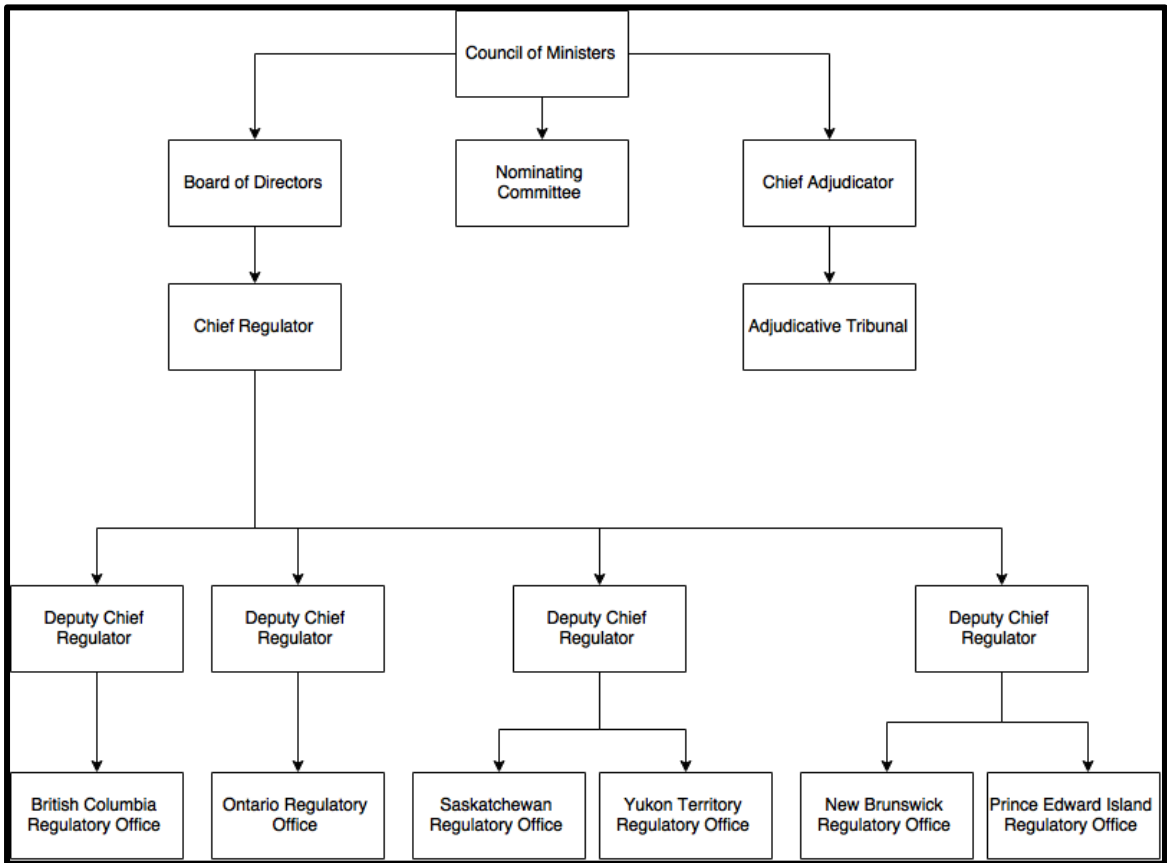 Council of Ministers
Board of Directors
Nominating
Committee
Chief Adjudicator
Chief Regulator
Adjudicative Tribunal
Deputy Chief
Regulator
Deputy Chief
Regulator
Deputy Chief
Regulator
Deputy Chief
Regulator
British Columbia
Regulatory Office
Ontario Regulatory
Office
Saskatchewan
Regulatory Office
Yukon Territory
Regulatory Office
New Brunswick
Regulatory Office
Prince Edward Island
Regulatory Office